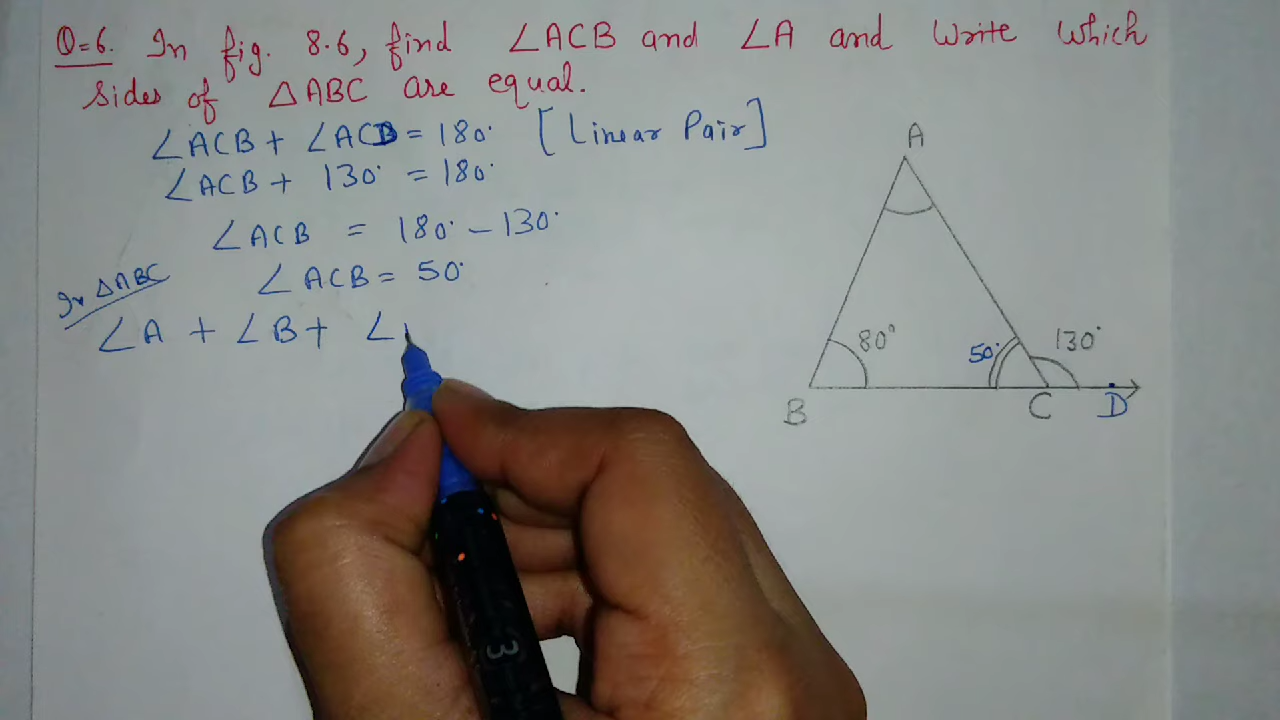 Q=6. In fig. 8.6, find ∠ACB and ∠A and Write Which
sides of △ABC are equal.
∠ACB + ∠ACD = 180° [Linear Pair]
∠ACB + 130° = 180°
∠ACB = 180° - 130°
∠ACB = 50°
In △ABC
∠A + ∠B + ∠
A
80°
50°
130°
B
C
D
3